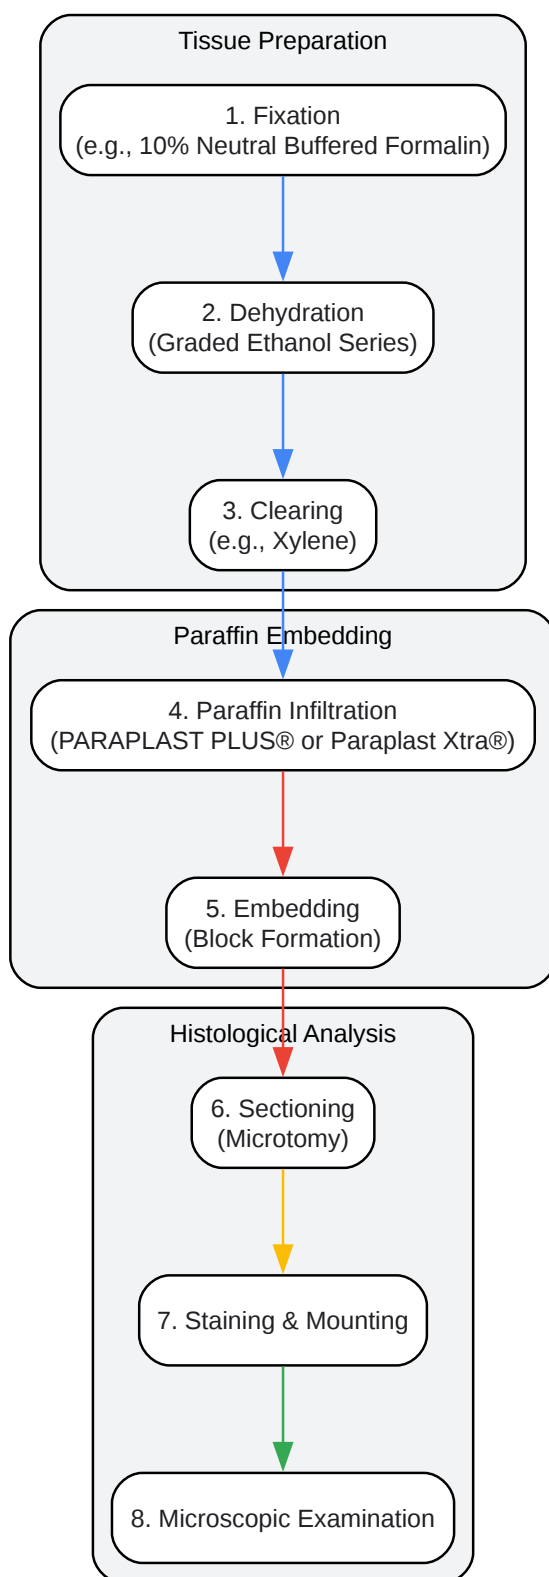 Tissue Preparation
1. Fixation
(e.g., 10% Neutral Buffered Formalin)
2. Dehydration
(Graded Ethanol Series)
3. Clearing
(e.g., Xylene)
Paraffin Embedding
4. Paraffin Infiltration
(PARAPLAST PLUS® or Paraplast Xtra®)
5. Embedding
(Block Formation)
Histological Analysis
6. Sectioning
(Microtomy)
7. Staining & Mounting
8. Microscopic Examination